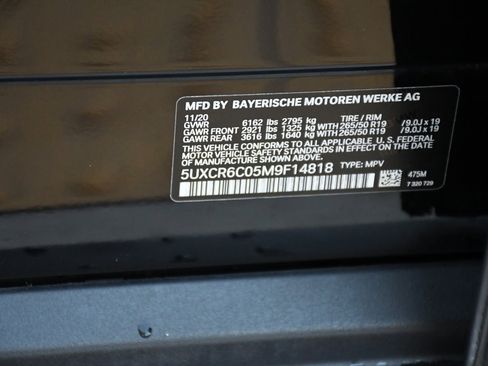 MFD BY BAYERISCHE MOTOREN WERKE AG
11/20
GVWR 6162 lbs 2795 kg TIRE / RIM
GAWR FRONT 2921 lbs 1325 kg WITH 265/50 R19 /9.0J x 19
GAWR REAR 3616 lbs 1640 kg WITH 265/50 R19 /9.0J x 19
THIS VEHICLE CONFORMS TO ALL APPLICABLE U.S. FEDERAL
MOTOR VEHICLE SAFETY STANDARDS IN EFFECT ON THE DATE
OF MANUFACTURE SHOWN ABOVE.
5UXCR6C05M9F14818 TYPE: MPV
475M
7 320 729